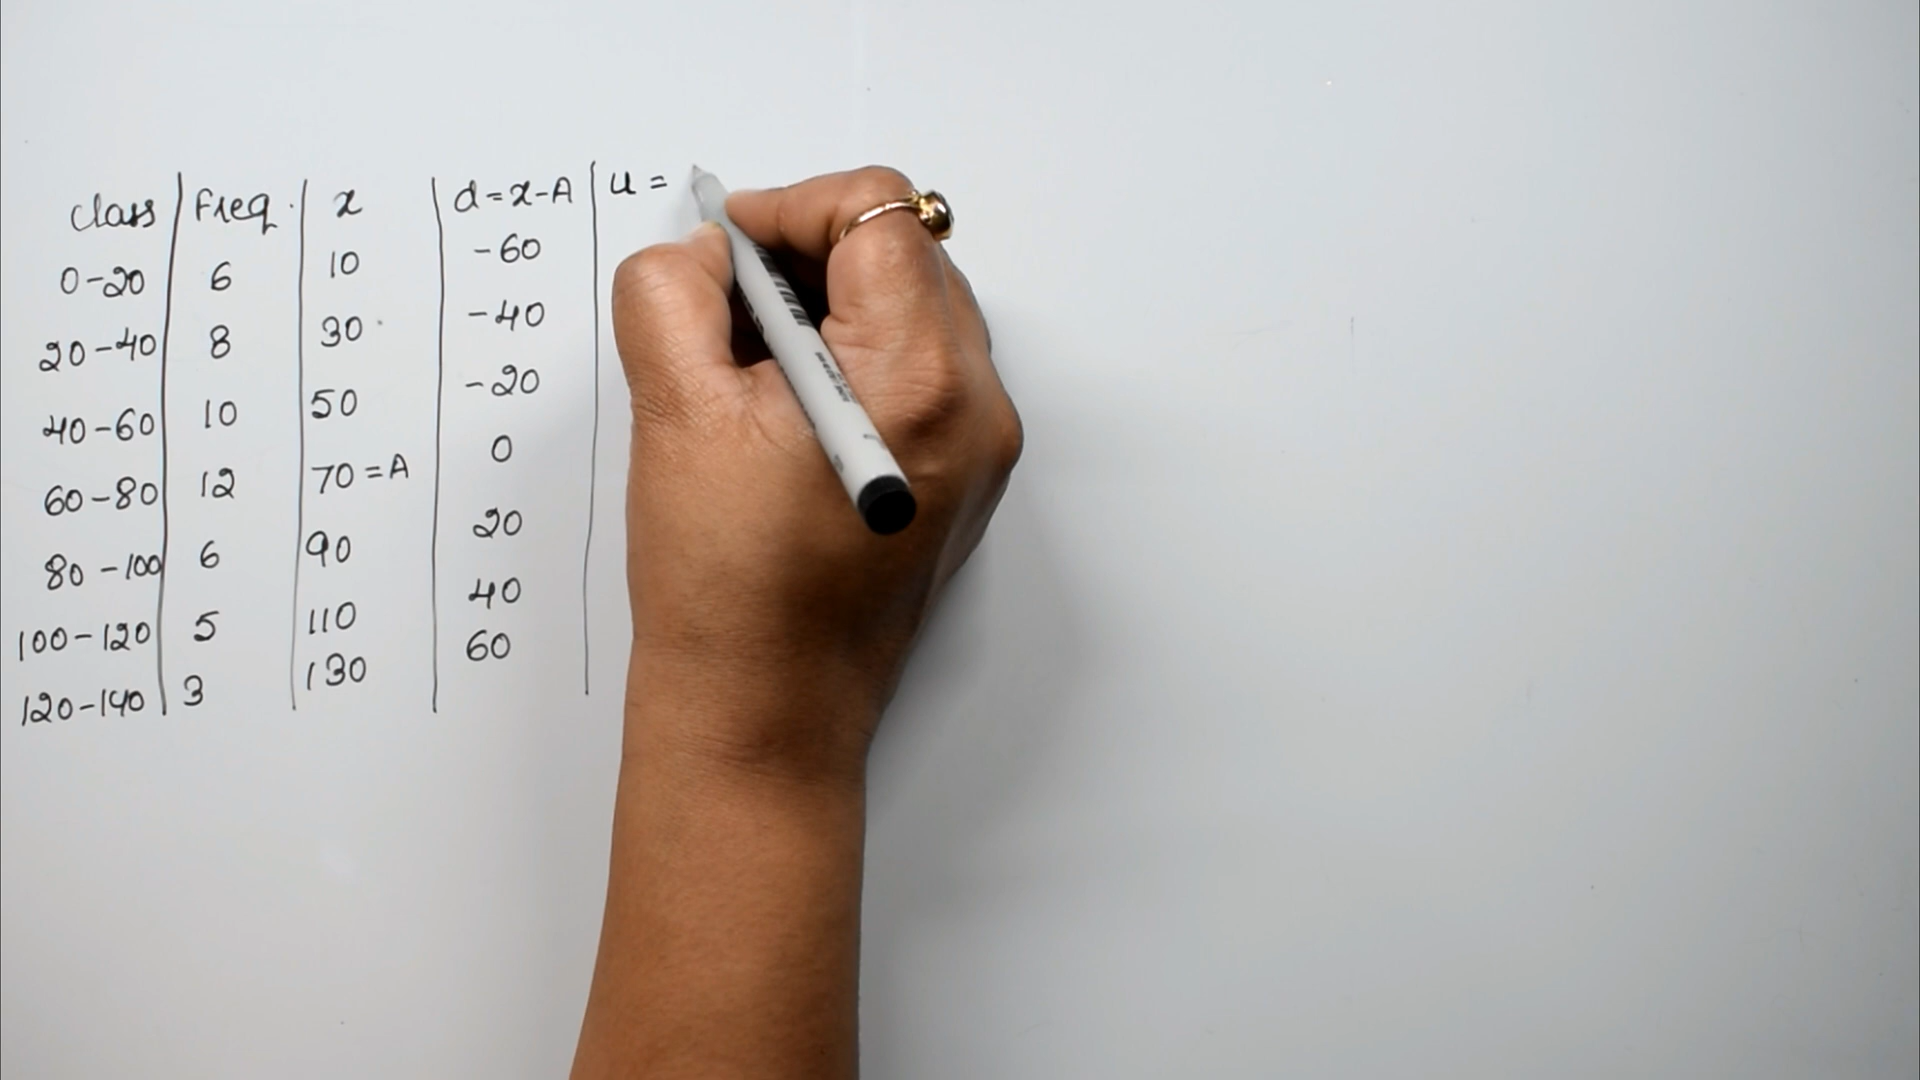 class Freq. x d=x-A u=
0-20 6 10 -60
20-40 8 30 -40
40-60 10 50 -20
60-80 12 70=A 0
80-100 6 90 20
100-120 5 110 40
120-140 3 130 60